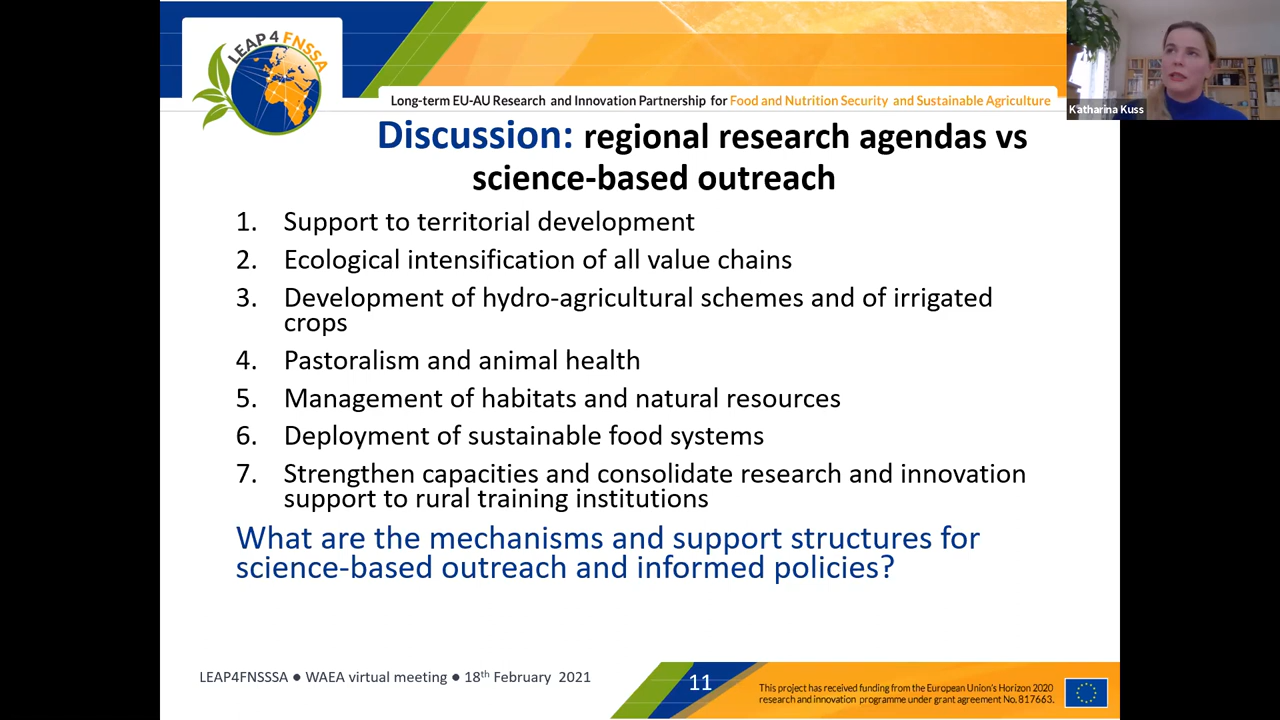 LEAP 4 FNSSA
Katharina Kuss
Long-term EU-AU Research and Innovation Partnership for Food and Nutrition Security and Sustainable Agriculture
Discussion: regional research agendas vs
science-based outreach
1. Support to territorial development
2. Ecological intensification of all value chains
3. Development of hydro-agricultural schemes and of irrigated
crops
4. Pastoralism and animal health
5. Management of habitats and natural resources
6. Deployment of sustainable food systems
7. Strengthen capacities and consolidate research and innovation
support to rural training institutions
What are the mechanisms and support structures for
science-based outreach and informed policies?
LEAP4FNSSSA ● WAEA virtual meeting ● 18th February 2021
11
This project has received funding from the European Union's Horizon 2020
research and innovation programme under grant agreement No. 817663.